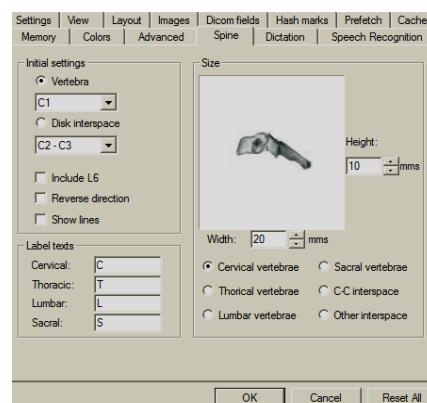 Settings View Layout Images Dicom fields Hash marks Prefetch Cache
Memory Colors Advanced Spine Dictation Speech Recognition
Initial settings
Vertebra
C1
Disk interspace
C2 - C3
Include L6
Reverse direction
Show lines
Label texts
Cervical: C
Thoracic: T
Lumbar: L
Sacral: S
Size
Height:
10 mms
Width: 20 mms
Cervical vertebrae Sacral vertebrae
Thorical vertebrae C-C interspace
Lumbar vertebrae Other interspace
OK Cancel Reset All